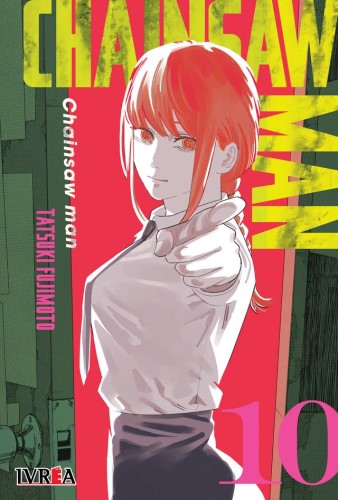 CHAINSAW
MAN
Chainsaw man
TATSUKI FUJIMOTO
10
IVREA